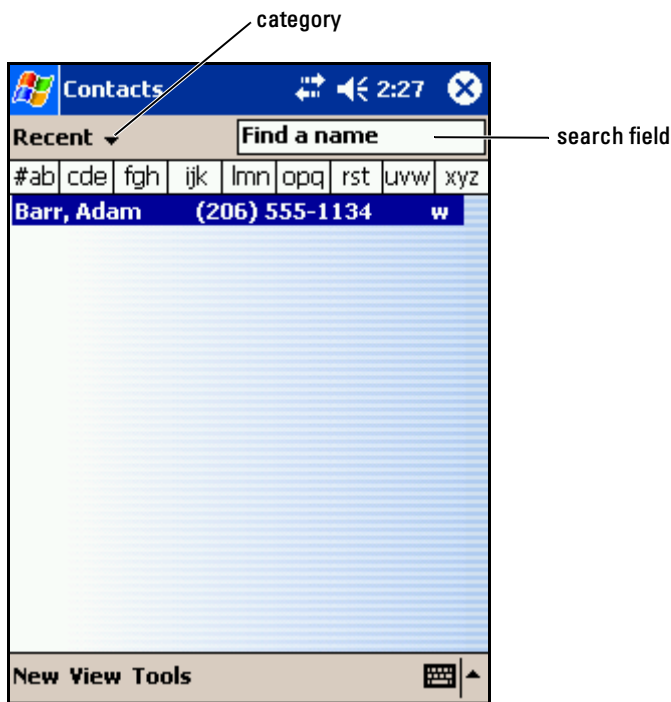 category
Contacts 2:27
Recent Find a name
search field
#ab cde fgh ijk lmn opq rst uvw xyz
Barr, Adam (206) 555-1134 w
New View Tools